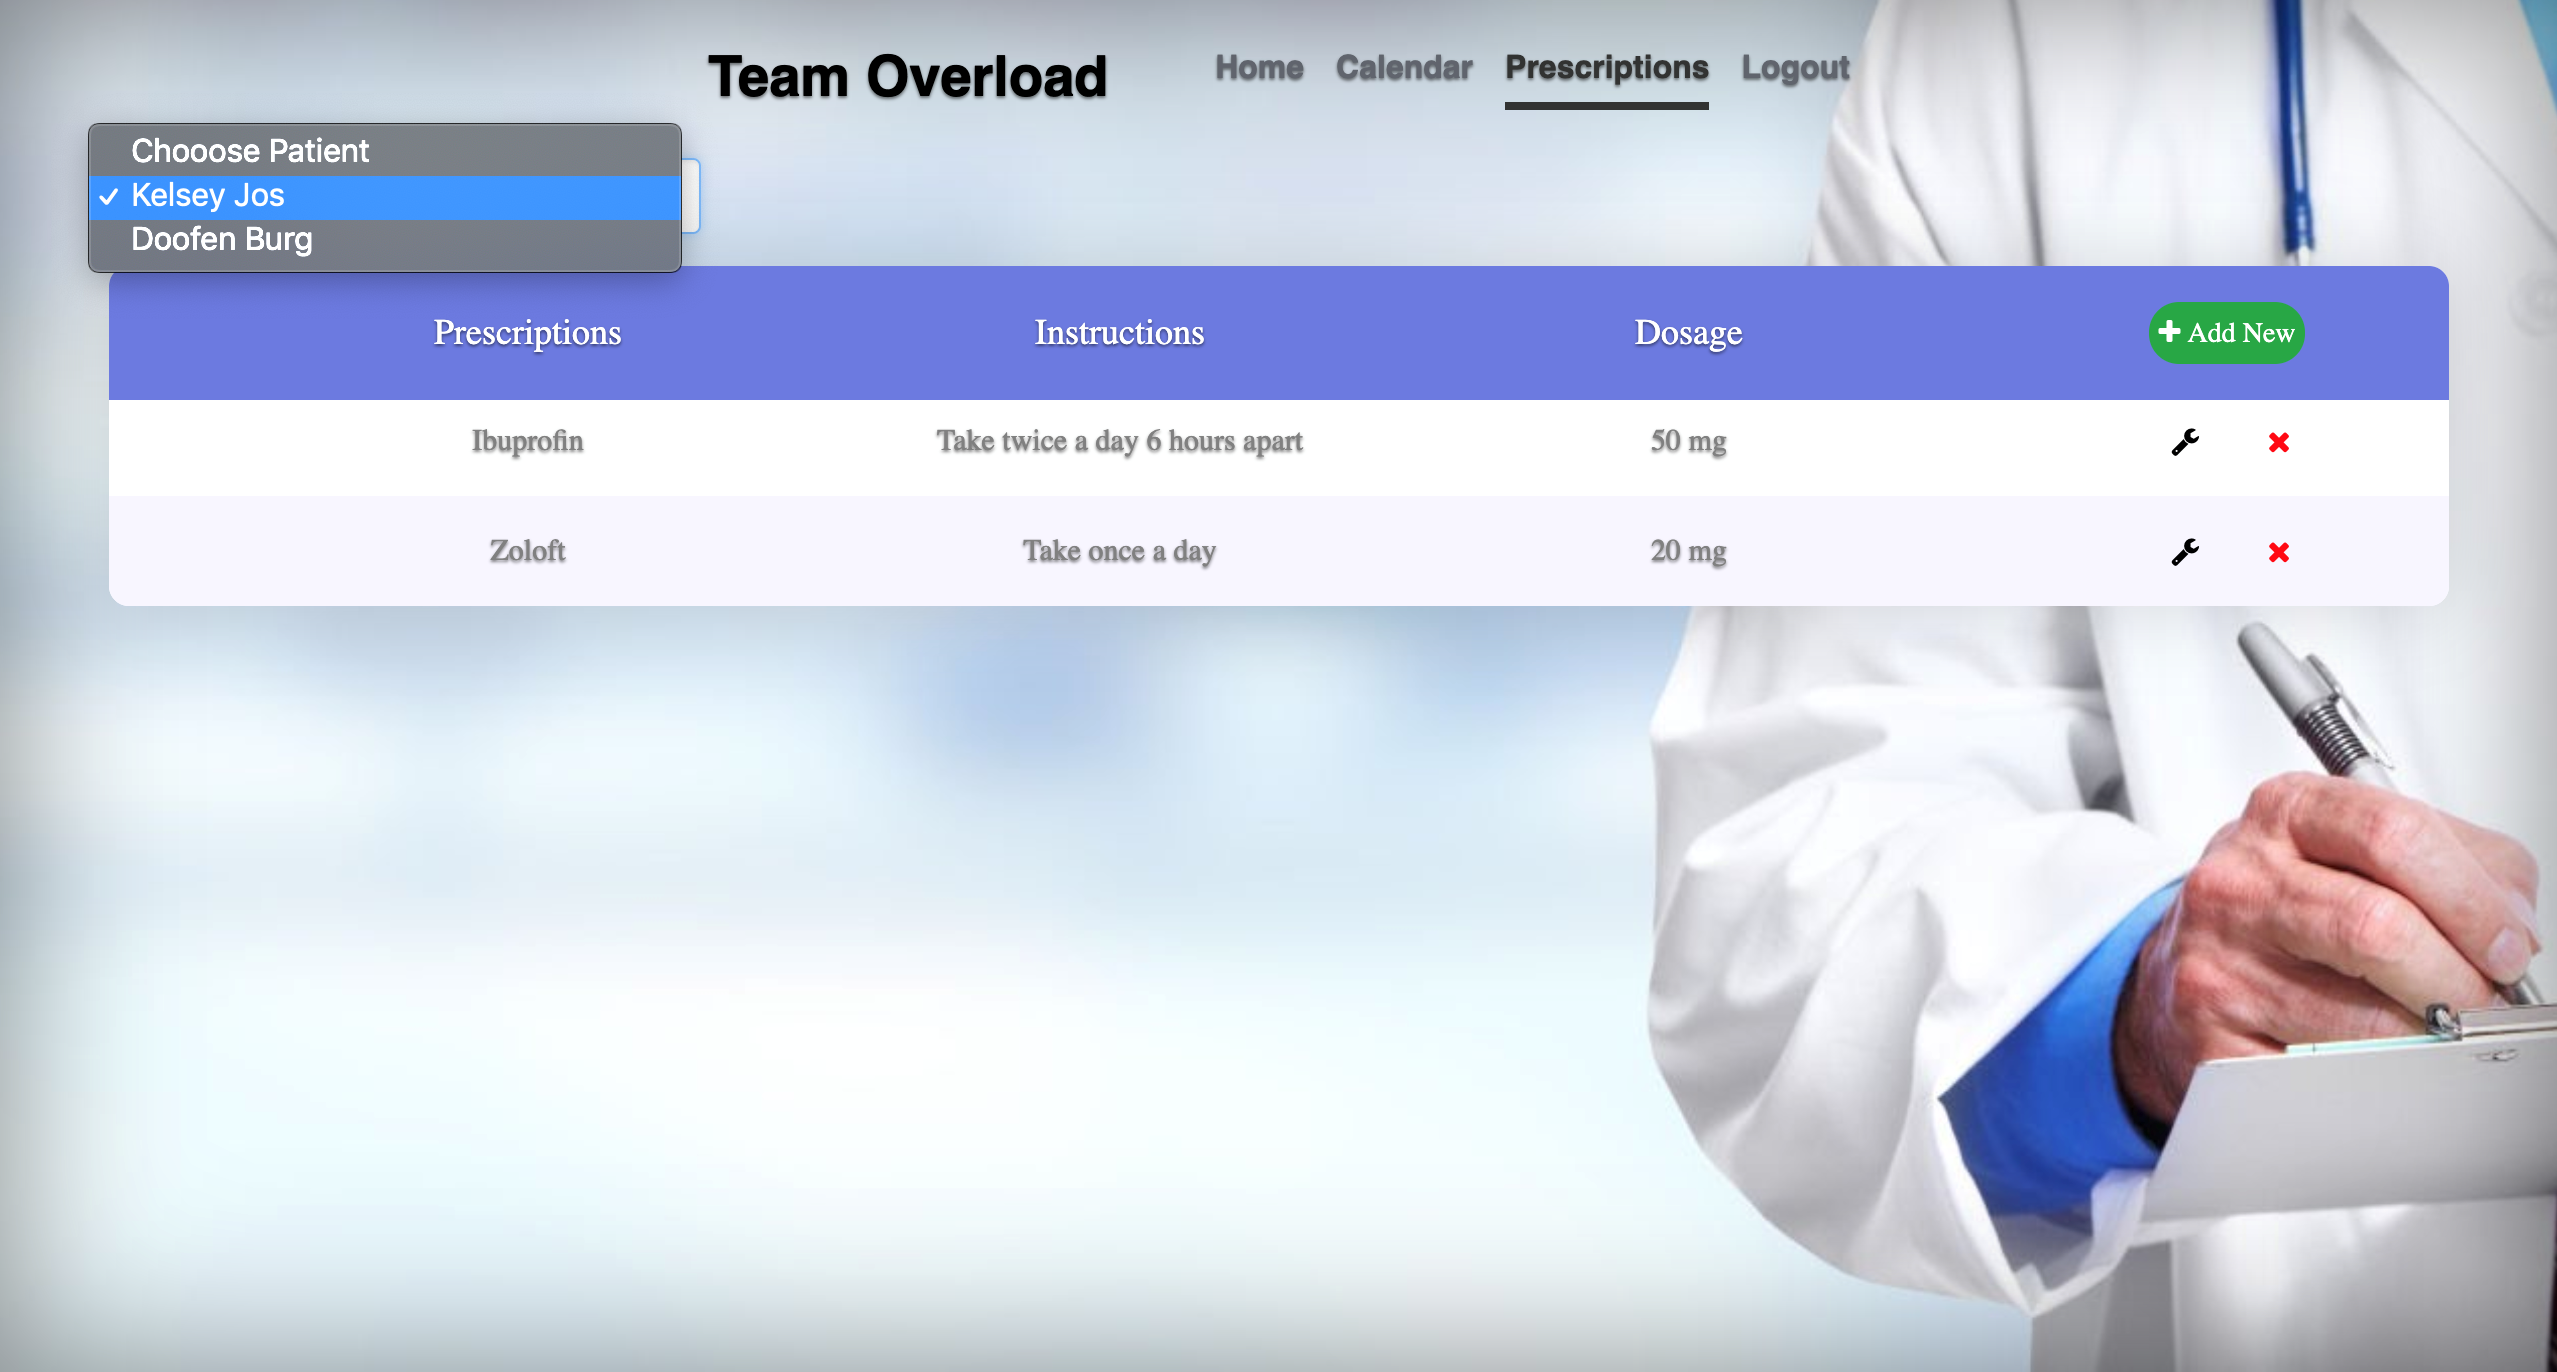 Team Overload
Home Calendar Prescriptions Logout
Chooose Patient
✓ Kelsey Jos
Doofen Burg
Prescriptions Instructions Dosage + Add New
Ibuprofin Take twice a day 6 hours apart 50 mg
Zoloft Take once a day 20 mg